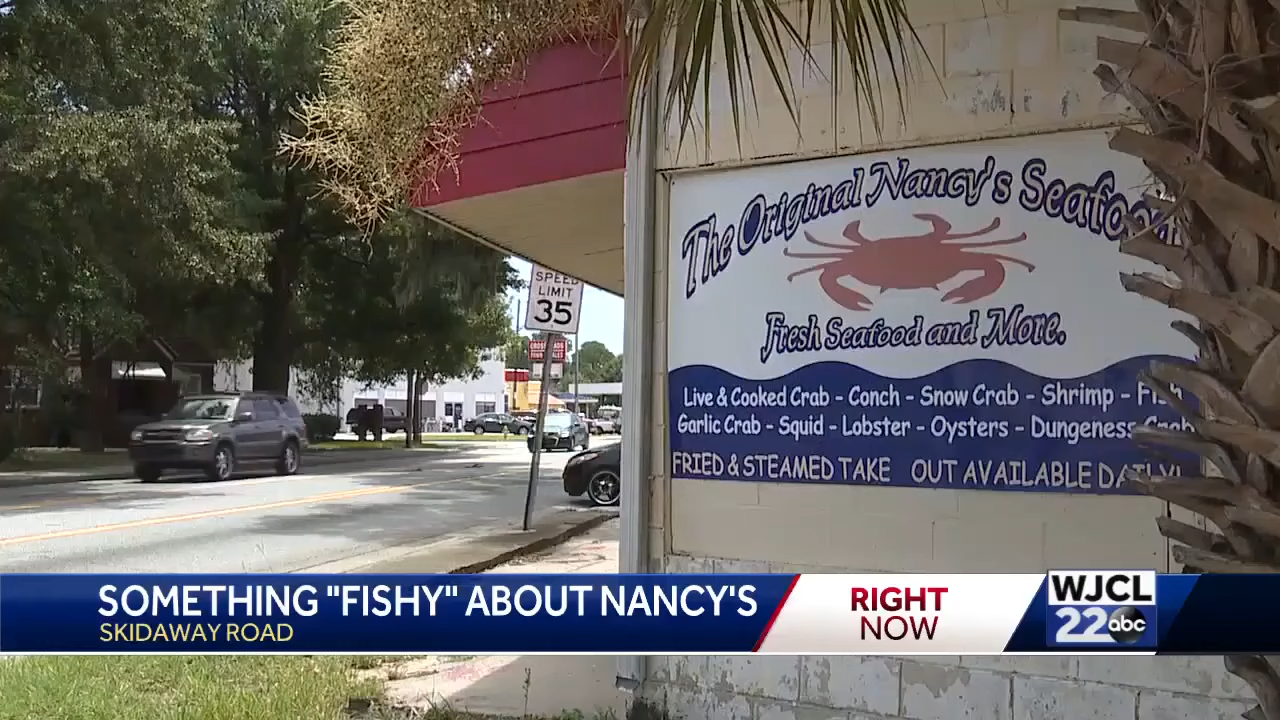 The Original Nancy's Seafood
Fresh Seafood and More.
Live & Cooked Crab - Conch - Snow Crab - Shrimp - Fish
Garlic Crab - Squid - Lobster - Oysters - Dungeness Crab
FRIED & STEAMED TAKE OUT AVAILABLE DAILY!
SPEED
LIMIT
35
SOMETHING "FISHY" ABOUT NANCY'S
SKIDAWAY ROAD
RIGHT
NOW
WJCL
22 abc